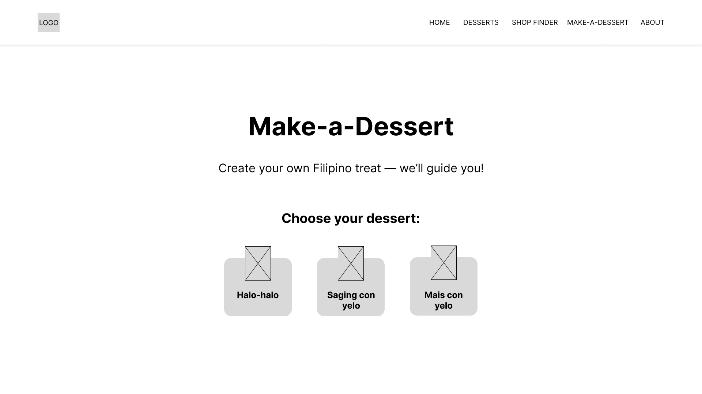 LOGO
HOME DESSERTS SHOP FINDER MAKE-A-DESSERT ABOUT
Make-a-Dessert
Create your own Filipino treat — we'll guide you!
Choose your dessert:
Halo-halo
Saging con
yelo
Mais con
yelo